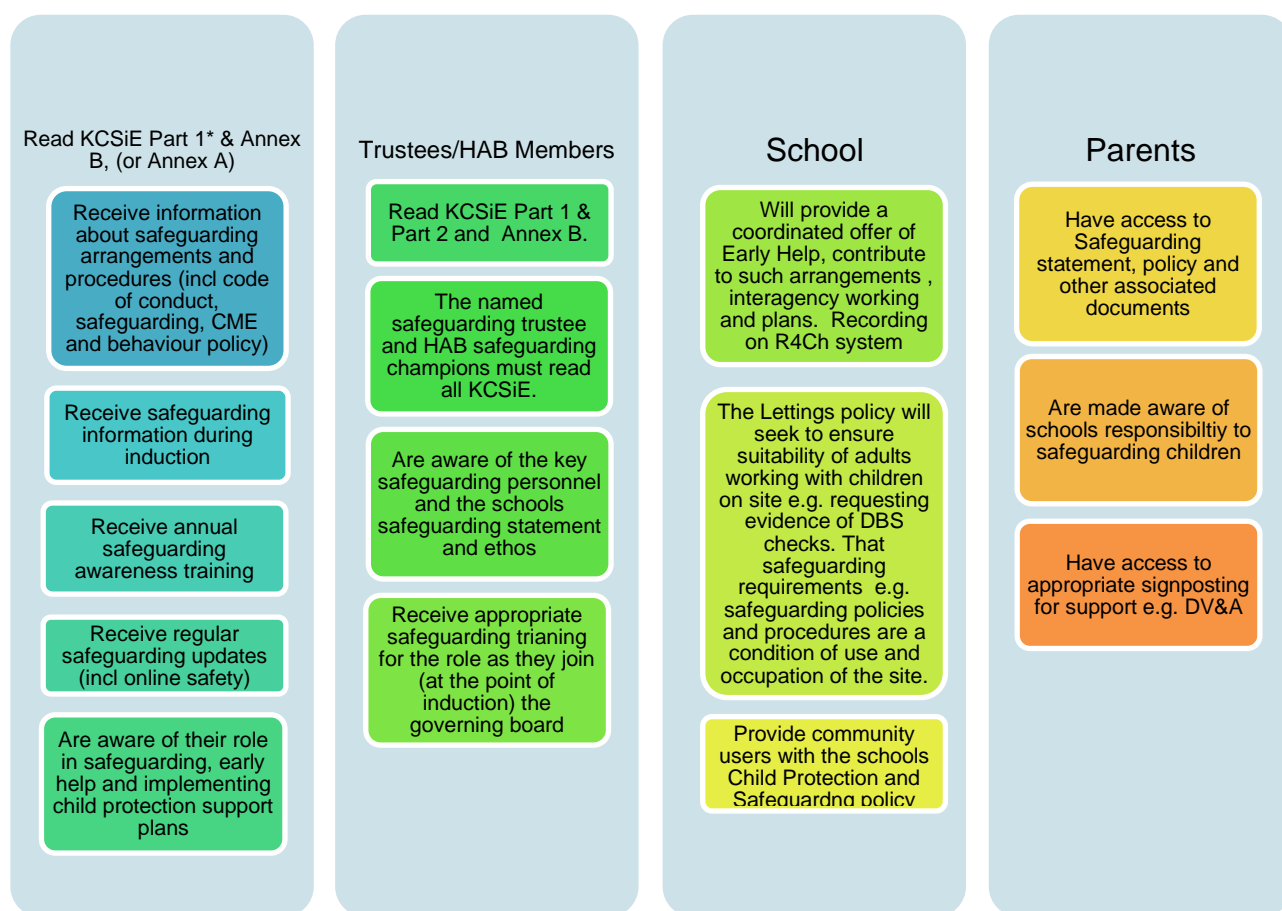 Read KCSiE Part 1* & Annex
B, (or Annex A)
Receive information
about safeguarding
arrangements and
procedures (incl code
of conduct,
safeguarding, CME
and behaviour policy)
Receive safeguarding
information during
induction
Receive annual
safeguarding
awareness training
Receive regular
safeguarding updates
(incl online safety)
Are aware of their role
in safeguarding, early
help and implementing
child protection support
plans
Trustees/HAB Members
Read KCSiE Part 1 &
Part 2 and Annex B.
The named
safeguarding trustee
and HAB safeguarding
champions must read
all KCSiE.
Are aware of the key
safeguarding personnel
and the schools
safeguarding statement
and ethos
Receive appropriate
safeguarding trianing
for the role as they join
(at the point of
induction) the
governing board
School
Will provide a
coordinated offer of
Early Help, contribute
to such arrangements ,
interagency working
and plans. Recording
on R4Ch system
The Lettings policy will
seek to ensure
suitability of adults
working with children
on site e.g. requesting
evidence of DBS
checks. That
safeguarding
requirements e.g.
safeguarding policies
and procedures are a
condition of use and
occupation of the site.
Provide community
users with the schools
Child Protection and
Safeguardng policy
Parents
Have access to
Safeguarding
statement, policy and
other associated
documents
Are made aware of
schools responsibiltiy to
safeguarding children
Have access to
appropriate signposting
for support e.g. DV&A